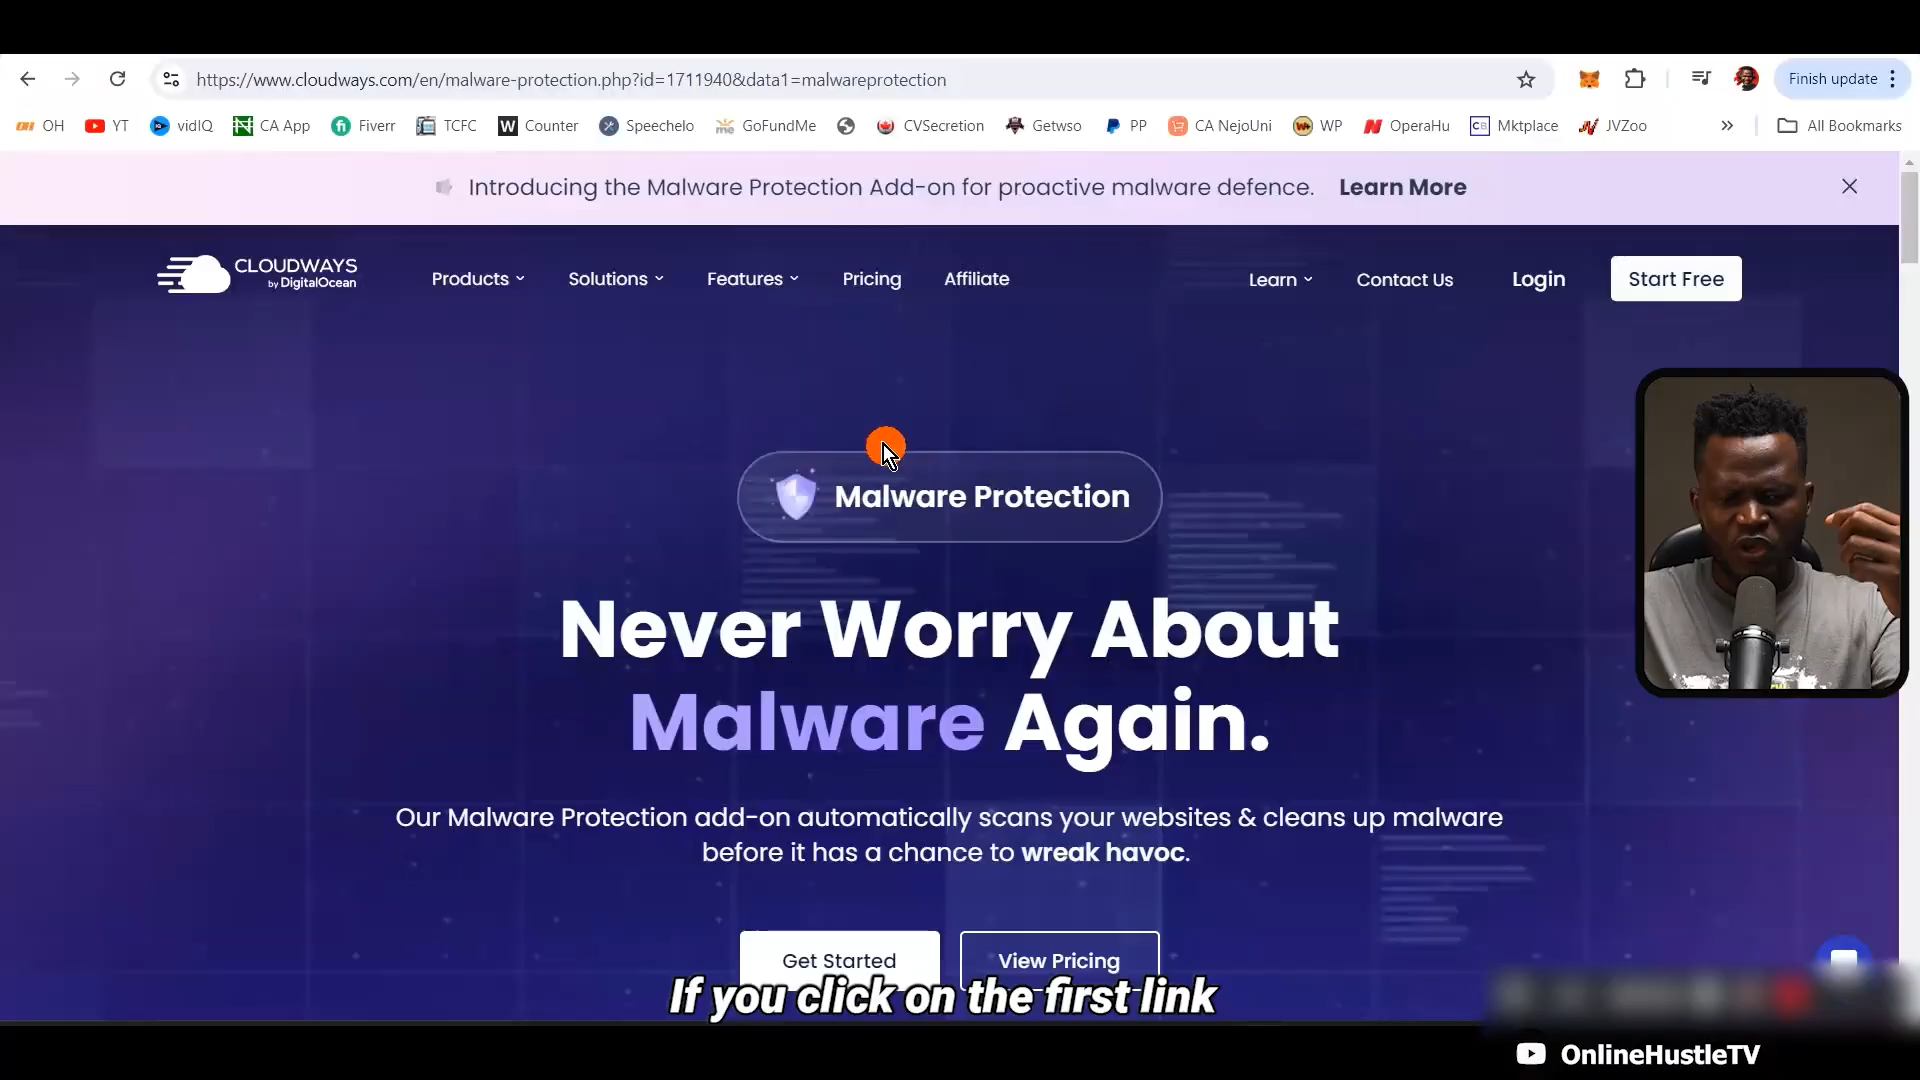 https://www.cloudways.com/en/malware-protection.php?id=1711940&data1=malwareprotection
Finish update
OH YT vidIQ CA App Fiverr TCFC Counter Speechelo GoFundMe CVSecretion Getwso PP CA NejoUni WP OperaHu Mktplace JVZoo » All Bookmarks
Introducing the Malware Protection Add-on for proactive malware defence. Learn More
CLOUDWAYS
by DigitalOcean
Products Solutions Features Pricing Affiliate Learn Contact Us Login Start Free
Malware Protection
Never Worry About
Malware Again.
Our Malware Protection add-on automatically scans your websites & cleans up malware
before it has a chance to wreak havoc.
Get Started View Pricing
If you click on the first link
OnlineHustleTV